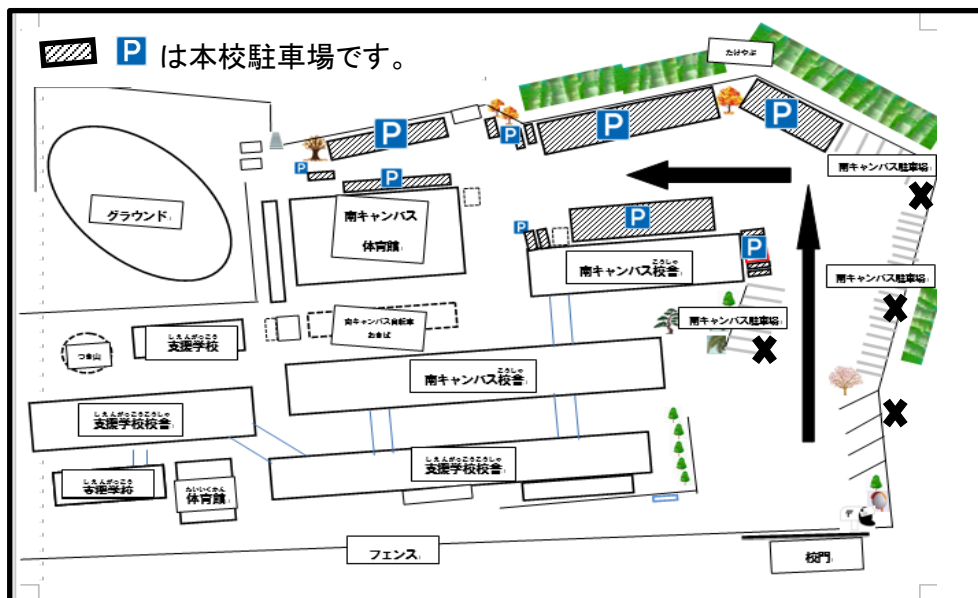 P は本校駐車場です。
たけやぶ
P
P
P
P
南キャンパス駐車場
P
P
グラウンド
南キャンパス
体育館
P
P
P
こうしゃ
南キャンパス校舎
南キャンパス駐車場
南キャンパス自転車
おきば
南キャンパス駐車場
しえんがっこう
支援学校
つき山
こうしゃ
南キャンパス校舎
しえんがっこうこうしゃ
支援学校校舎
しえんがっこうこうしゃ
支援学校校舎
しえんがっこう
支援学校
たいいくかん
体育館
〒
フェンス
校門